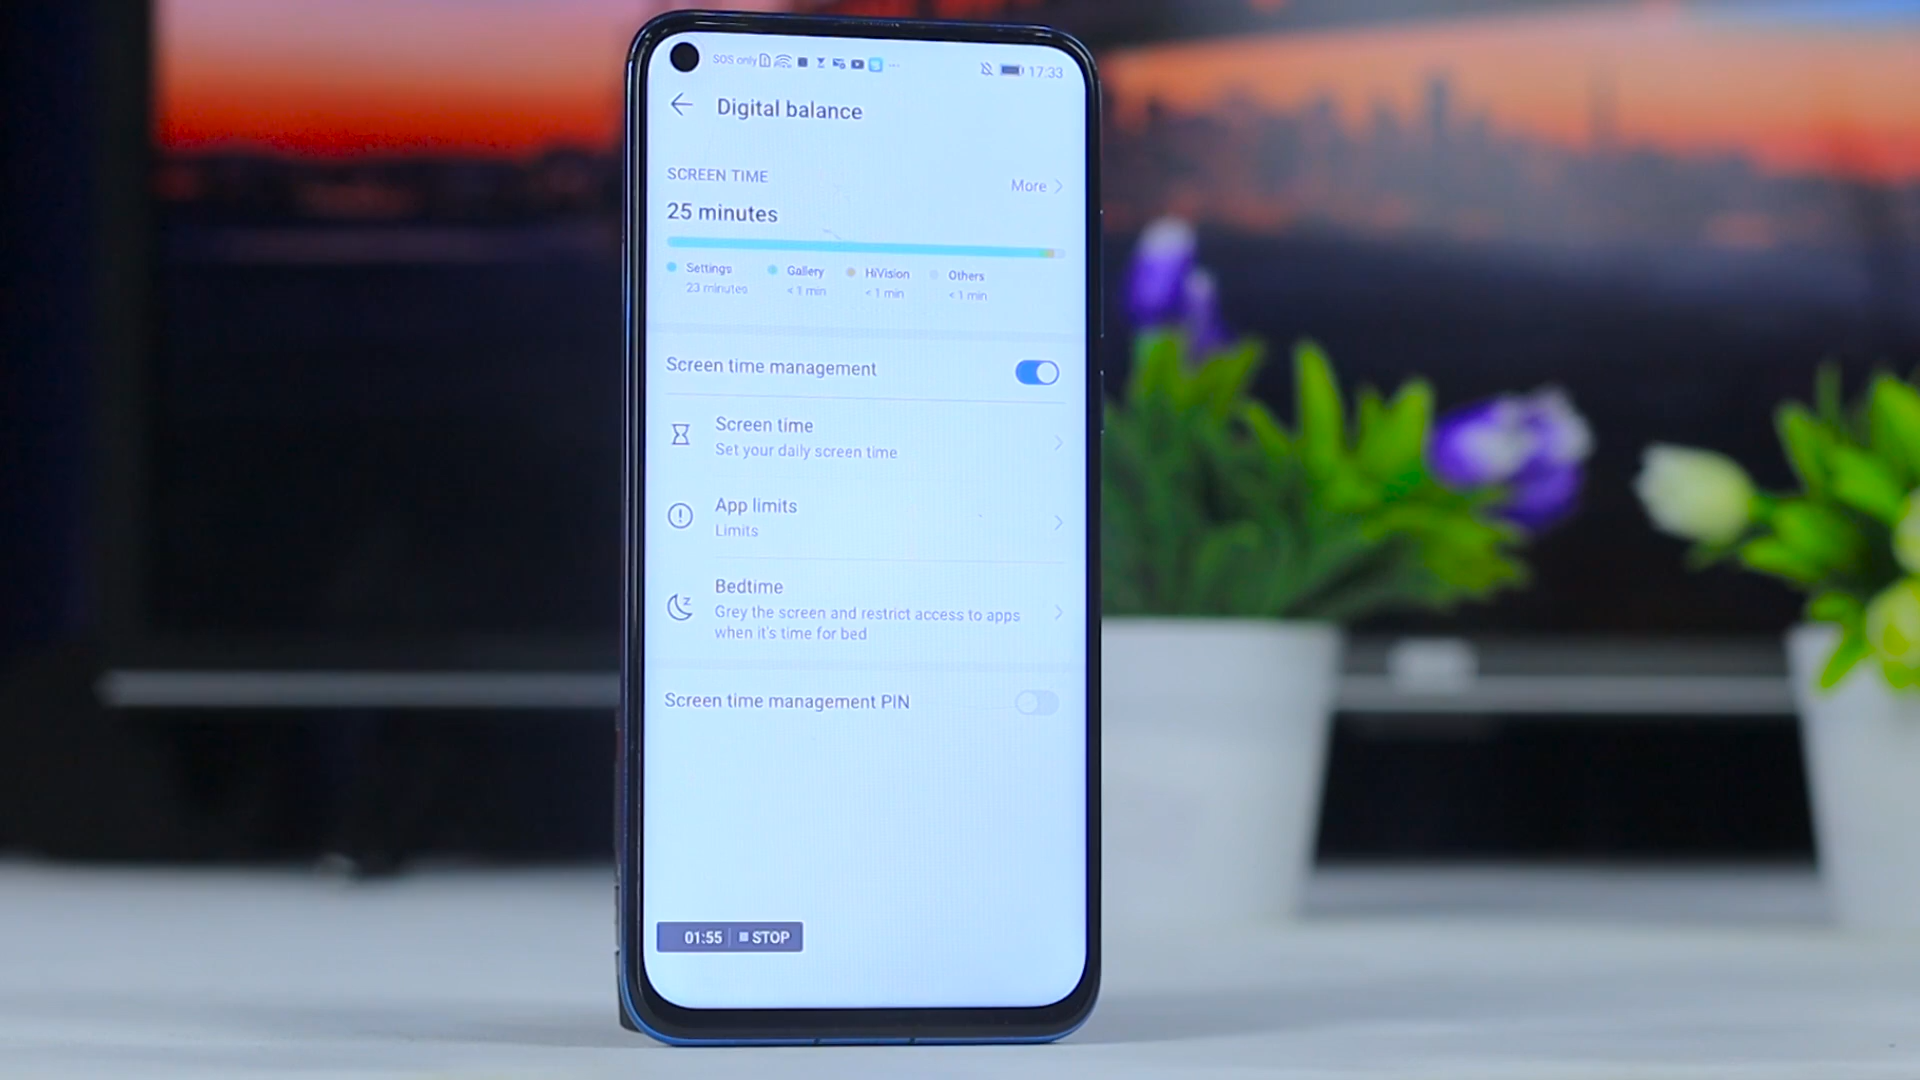 SOS only 17:33
Digital balance
SCREEN TIME
More
25 minutes
Settings Gallery HiVision Others
23 minutes < 1 min < 1 min < 1 min
Screen time management
Screen time
Set your daily screen time
App limits
Limits
Bedtime
Grey the screen and restrict access to apps
when it's time for bed
Screen time management PIN
01:55 STOP